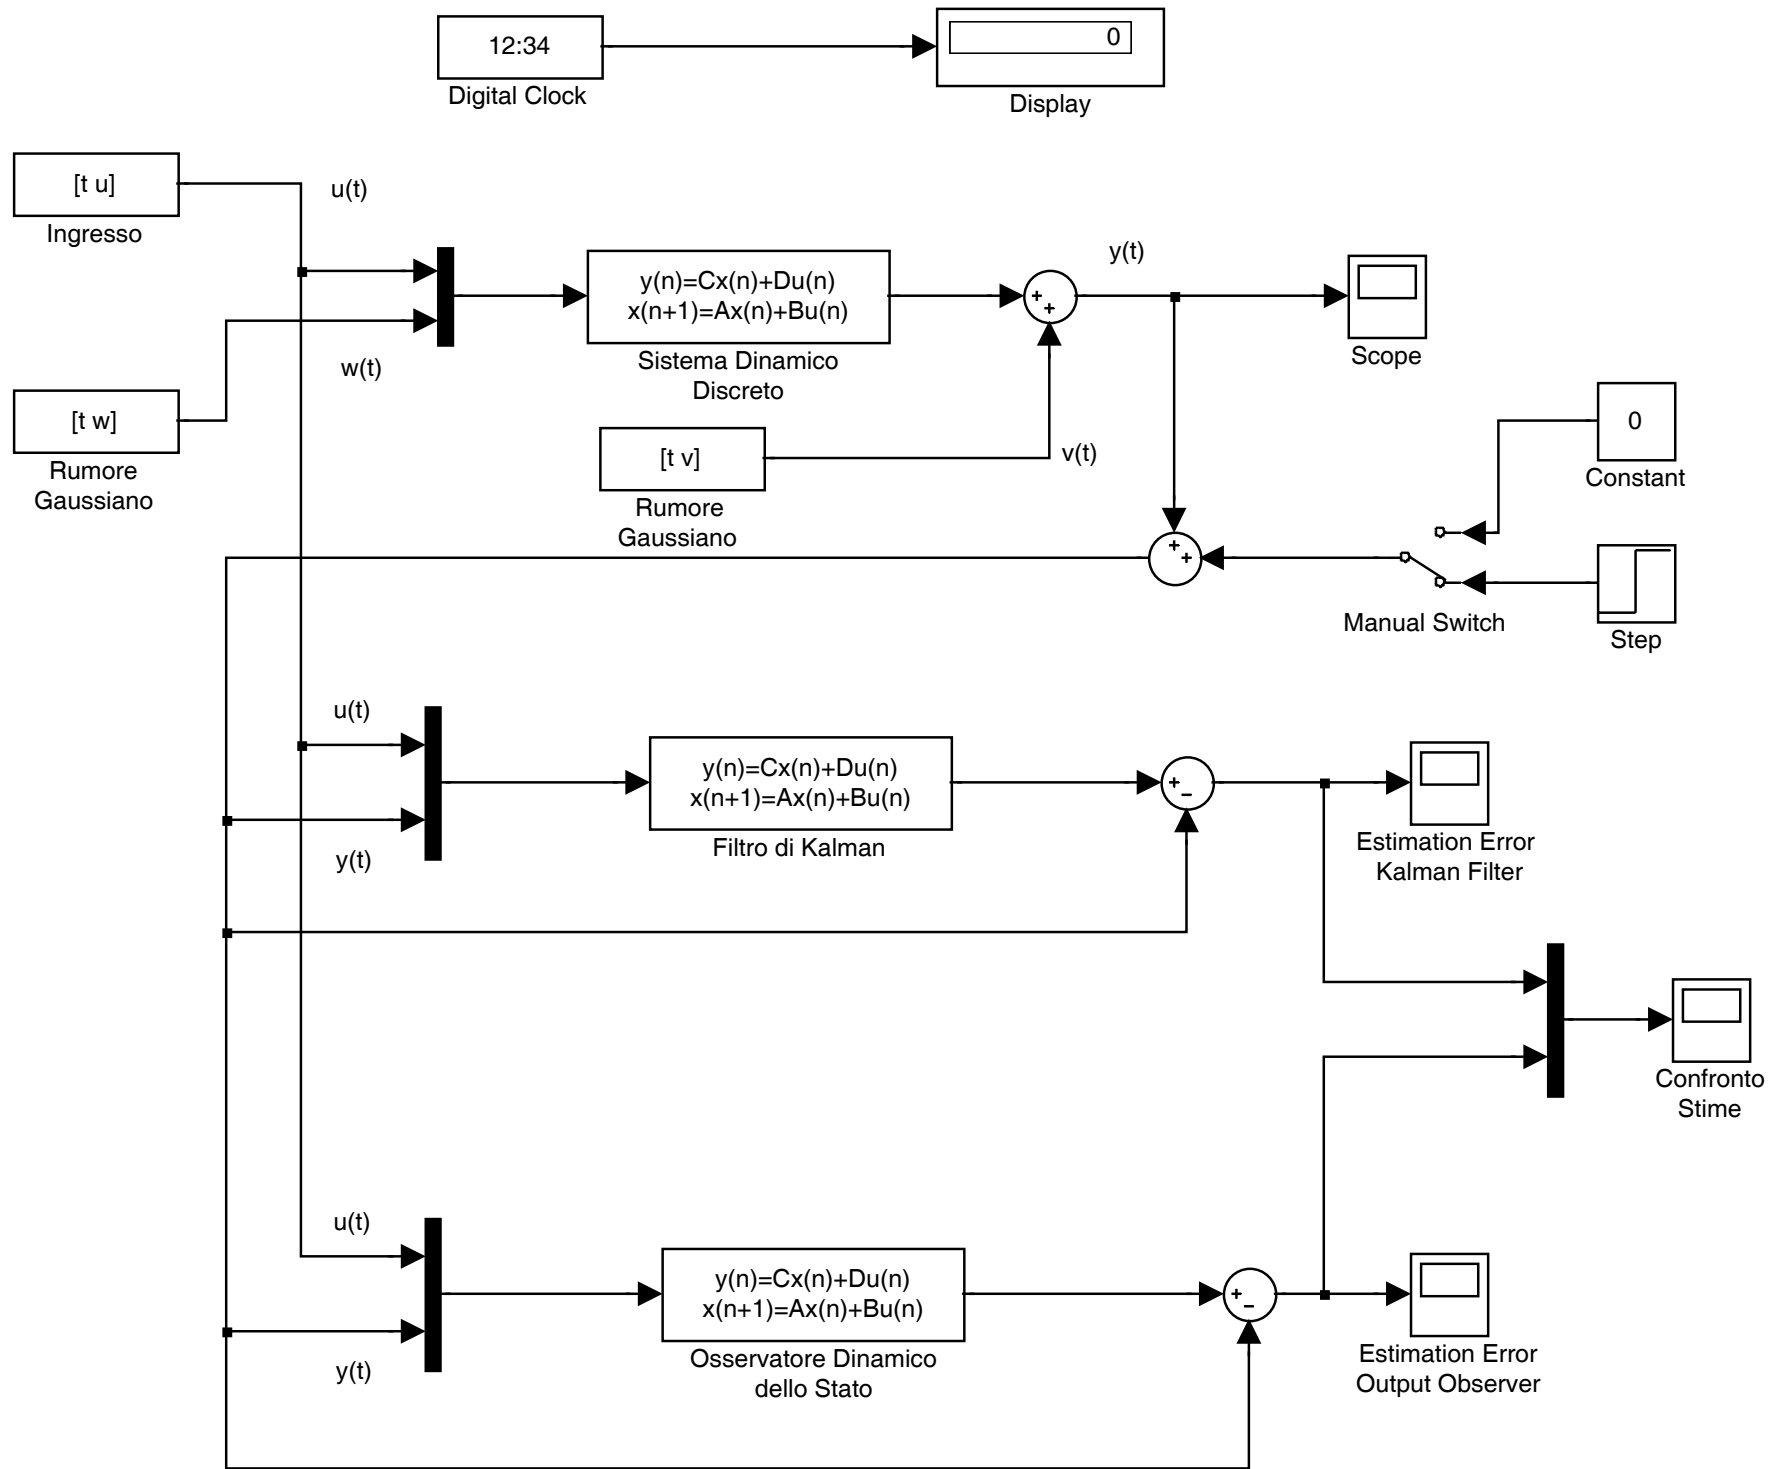 12:34
Digital Clock
0
Display
[t u]
Ingresso
u(t)
y(n)=Cx(n)+Du(n)
x(n+1)=Ax(n)+Bu(n)
Sistema Dinamico
Discreto
+
+
y(t)
Scope
w(t)
[t w]
Rumore
Gaussiano
[t v]
Rumore
Gaussiano
v(t)
0
Constant
+
+
Manual Switch
Step
u(t)
y(t)
y(n)=Cx(n)+Du(n)
x(n+1)=Ax(n)+Bu(n)
Filtro di Kalman
+
−
Estimation Error
Kalman Filter
Confronto
Stime
u(t)
y(t)
y(n)=Cx(n)+Du(n)
x(n+1)=Ax(n)+Bu(n)
Osservatore Dinamico
dello Stato
+
−
Estimation Error
Output Observer